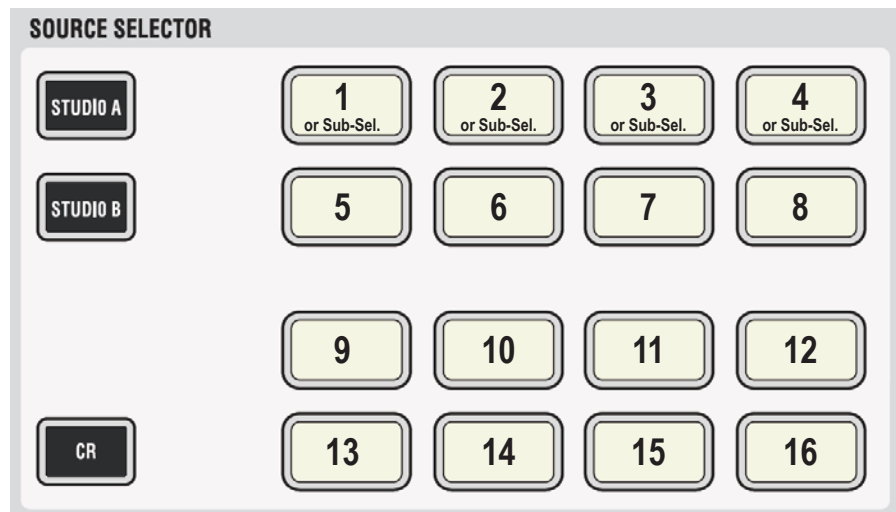 SOURCE SELECTOR
STUDIO A
1
or Sub-Sel.
2
or Sub-Sel.
3
or Sub-Sel.
4
or Sub-Sel.
STUDIO B
5
6
7
8
9
10
11
12
CR
13
14
15
16